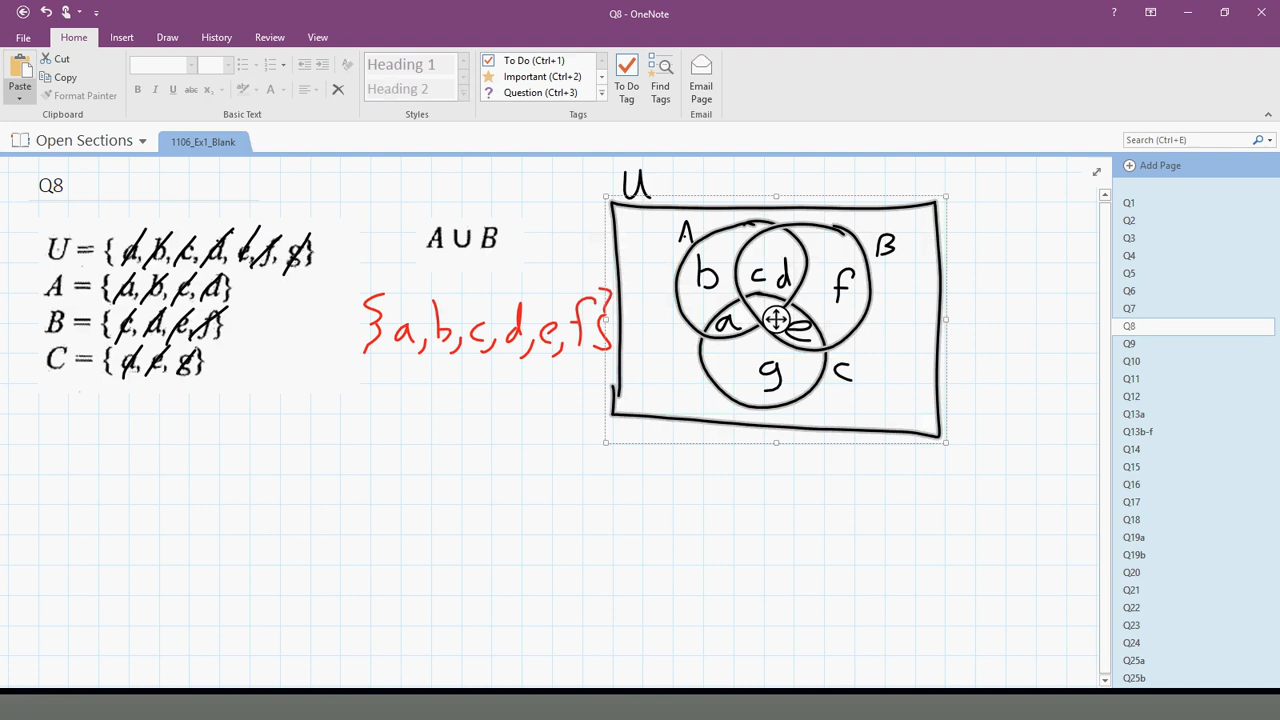 Q8 - OneNote
?
File Home Insert Draw History Review View
Paste
Cut
Copy
Format Painter
Clipboard
B I U abc X₂ A
Basic Text
Heading 1
Heading 2
Styles
To Do (Ctrl+1)
Important (Ctrl+2)
Question (Ctrl+3)
To Do
Tag
Find
Tags
Tags
Email
Page
Email
Open Sections
1106_Ex1_Blank
Search (Ctrl+E)
Q8
U = { a, b, c, d, e, f, g}
A = { a, b, c, d}
B = { c, d, e, f}
C = { a, e, g}
A ∪ B
}a, b, c, d, e, f}
U
A
B
b
c d
f
a
e
g
C
Add Page
Q1
Q2
Q3
Q4
Q5
Q6
Q7
Q8
Q9
Q10
Q11
Q12
Q13a
Q13b-f
Q14
Q15
Q16
Q17
Q18
Q19a
Q19b
Q20
Q21
Q22
Q23
Q24
Q25a
Q25b